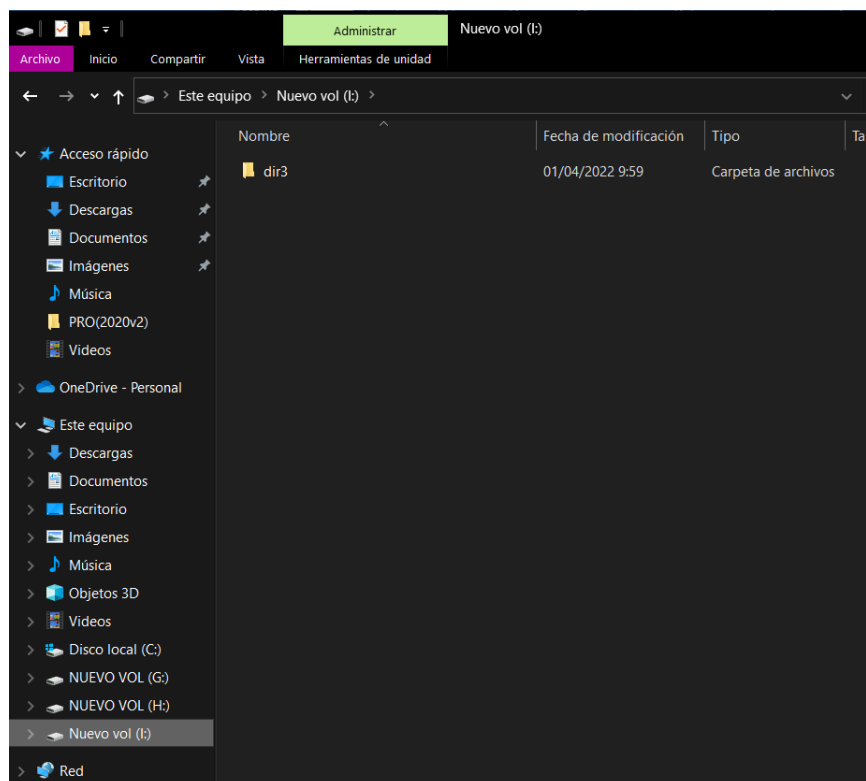 Administrar Nuevo vol (I:)
Archivo Inicio Compartir Vista Herramientas de unidad
Este equipo Nuevo vol (I:)
Nombre Fecha de modificación Tipo Ta
dir3 01/04/2022 9:59 Carpeta de archivos
Acceso rápido
Escritorio
Descargas
Documentos
Imágenes
Música
PRO(2020v2)
Videos
OneDrive - Personal
Este equipo
Descargas
Documentos
Escritorio
Imágenes
Música
Objetos 3D
Videos
Disco local (C:)
NUEVO VOL (G:)
NUEVO VOL (H:)
Nuevo vol (I:)
Red